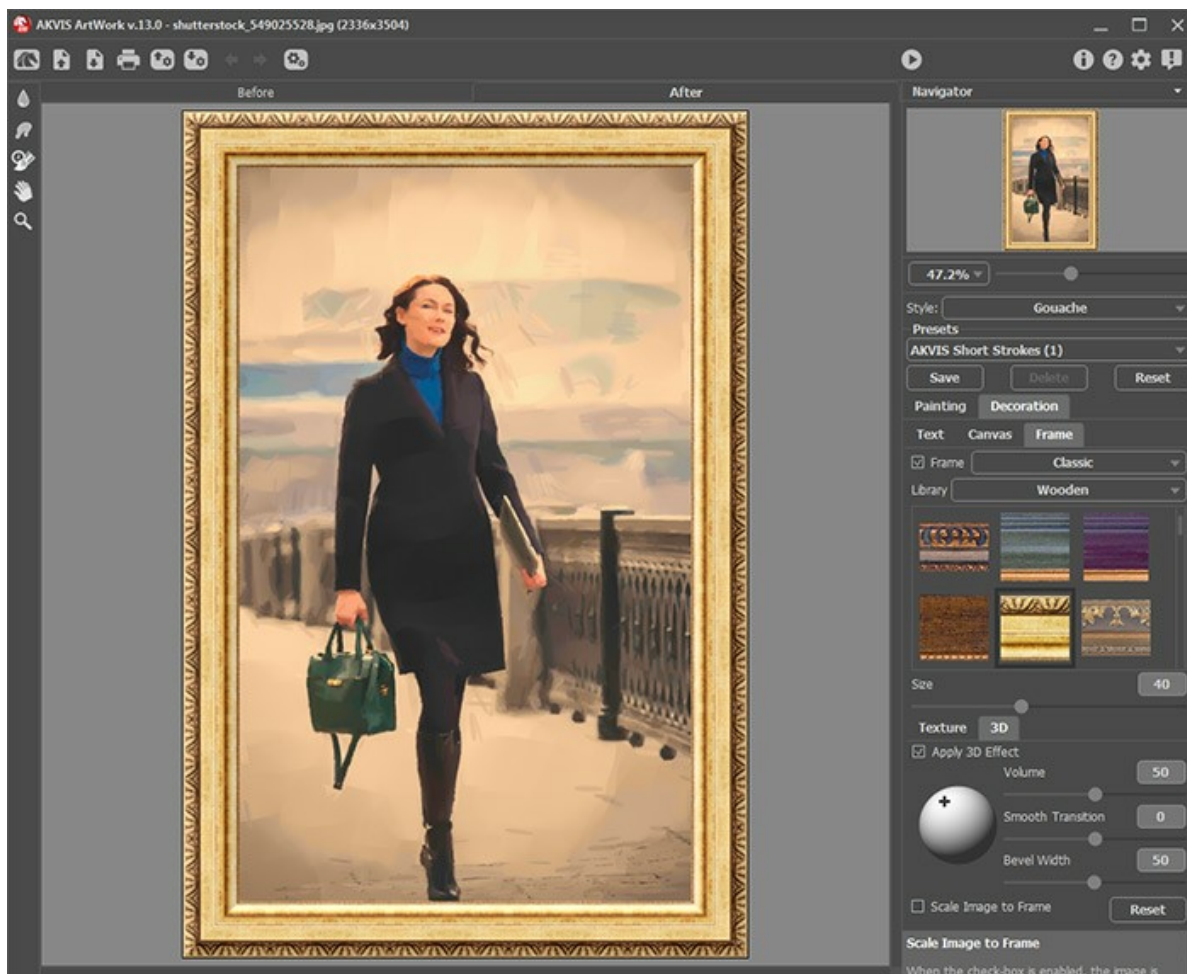 AKVIS ArtWork v.13.0 - shutterstock_549025528.jpg (2336x3504)
Before After
Navigator
47.2%
Style: Gouache
Presets
AKVIS Short Strokes (1)
Save Delete Reset
Painting Decoration
Text Canvas Frame
Frame Classic
Library Wooden
Size 40
Texture 3D
Apply 3D Effect
Volume 50
Smooth Transition 0
Bevel Width 50
Scale Image to Frame Reset
Scale Image to Frame
When the check-box is enabled, the image is